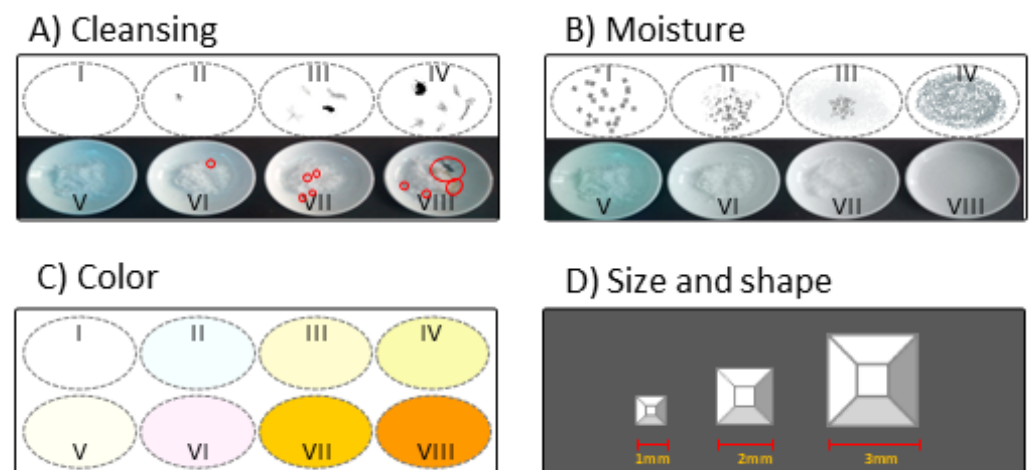 A) Cleansing
I II III IV
V VI VII VIII
B) Moisture
I II III IV
V VI VII VIII
C) Color
I II III IV
V VI VII VIII
D) Size and shape
1mm 2mm 3mm